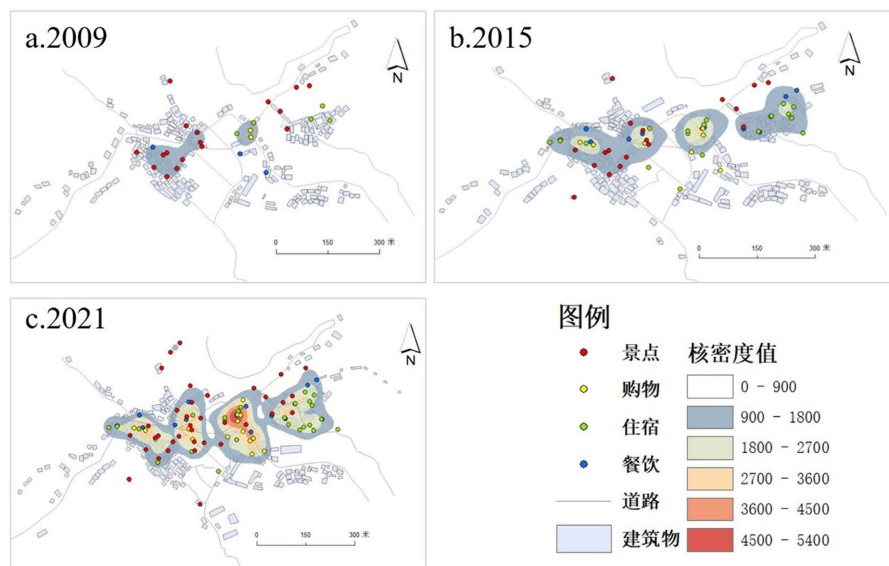 a.2009
N
0 150 300 米
b.2015
N
0 150 300 米
c.2021
N
0 150 300 米
图例
景点
购物
住宿
餐饮
道路
建筑物
核密度值
0 - 900
900 - 1800
1800 - 2700
2700 - 3600
3600 - 4500
4500 - 5400